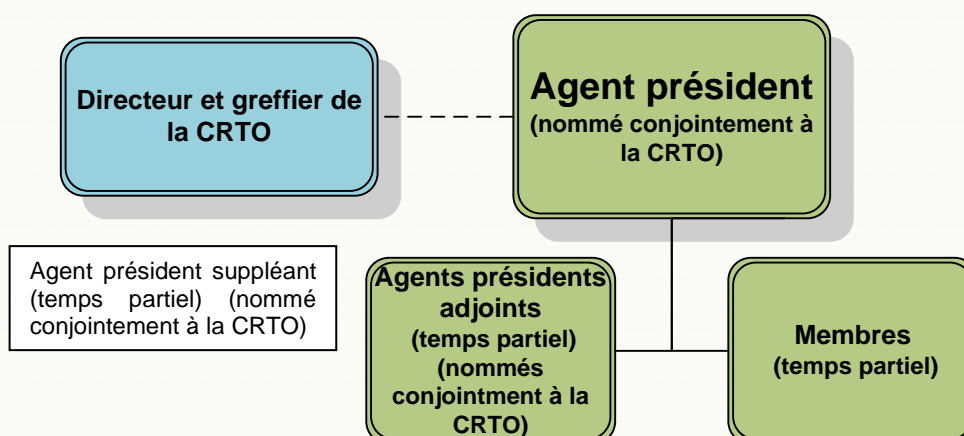 Directeur et greffier de
la CRTO
Agent président
(nommé conjointement à
la CRTO)
Agent président suppléant
(temps partiel) (nommé
conjointement à la CRTO)
Agents présidents
adjoints
(temps partiel)
(nommés
conjointment à la
CRTO)
Membres
(temps partiel)